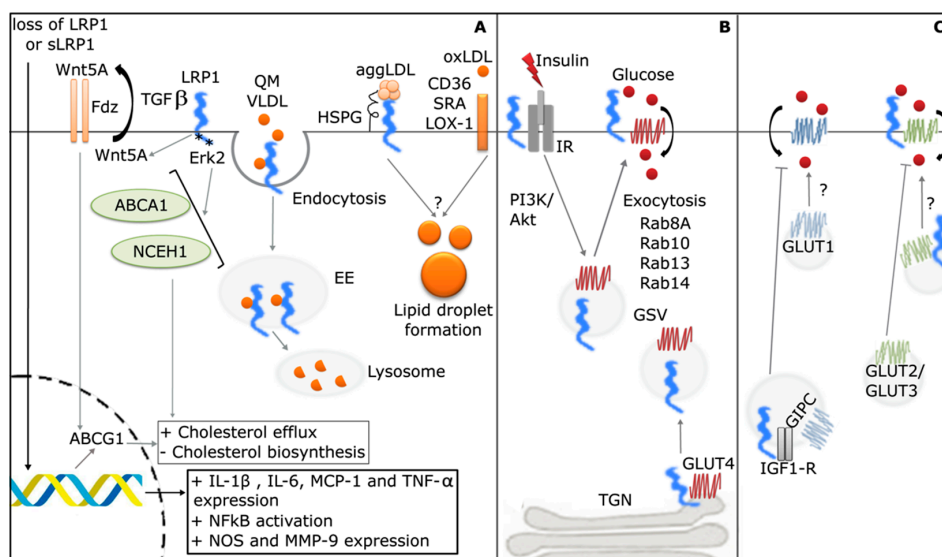 loss of LRP1
or sLRP1
A
Wnt5A
Fdz
TGF β
LRP1
Wnt5A
Erk2
QM
VLDL
aggLDL
HSPG
oxLDL
CD36
SRA
LOX-1
ABCA1
NCEH1
Endocytosis
?
EE
Lipid droplet
formation
Lysosome
ABCG1
+ Cholesterol efflux
- Cholesterol biosynthesis
+ IL-1β , IL-6, MCP-1 and TNF-α
expression
+ NFkB activation
+ NOS and MMP-9 expression
B
Insulin
Glucose
IR
PI3K/
Akt
Exocytosis
Rab8A
Rab10
Rab13
Rab14
GSV
GLUT4
TGN
C
?
GLUT1
?
GLUT2/
GLUT3
GIPC
IGF1-R